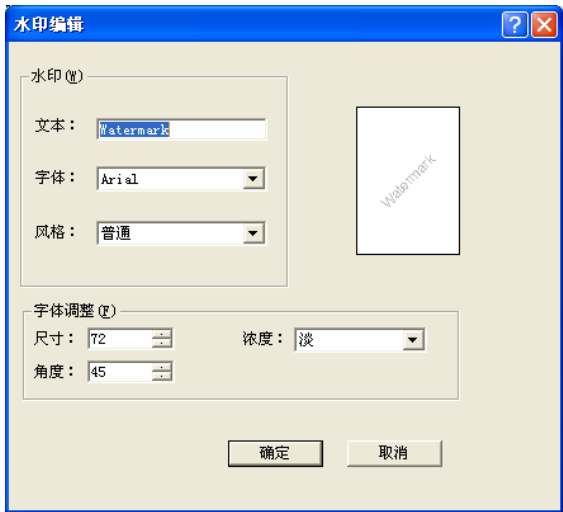 水印编辑
水印(W)
文本： Watermark
字体： Arial
风格： 普通
Watermark
字体调整(F)
尺寸： 72 浓度： 淡
角度： 45
确定 取消